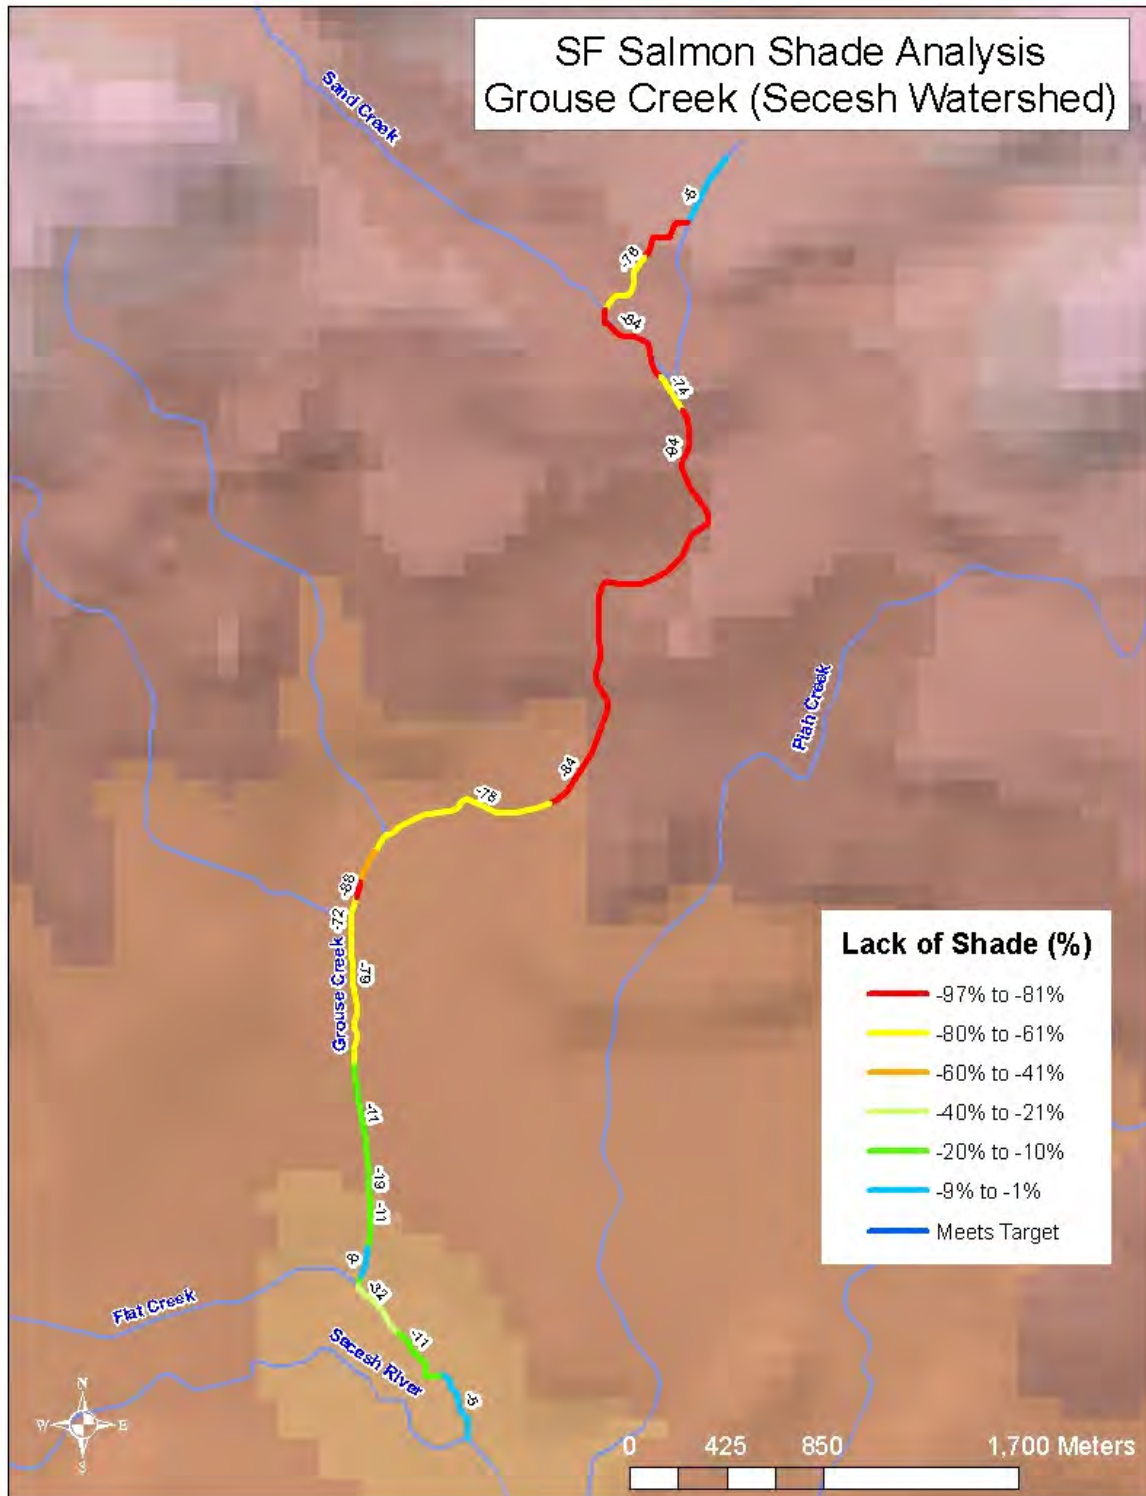 SF Salmon Shade Analysis
Grouse Creek (Secesh Watershed)
Sand Creek
-78
-84
-74
-84
Piah Creek
-84
-78
-88
-72
Grouse Creek
-79
-11
-19
-11
-32
Flat Creek
-11
Secesh River
Lack of Shade (%)
-97% to -81%
-80% to -61%
-60% to -41%
-40% to -21%
-20% to -10%
-9% to -1%
Meets Target
N
W
E
S
0 425 850 1,700 Meters